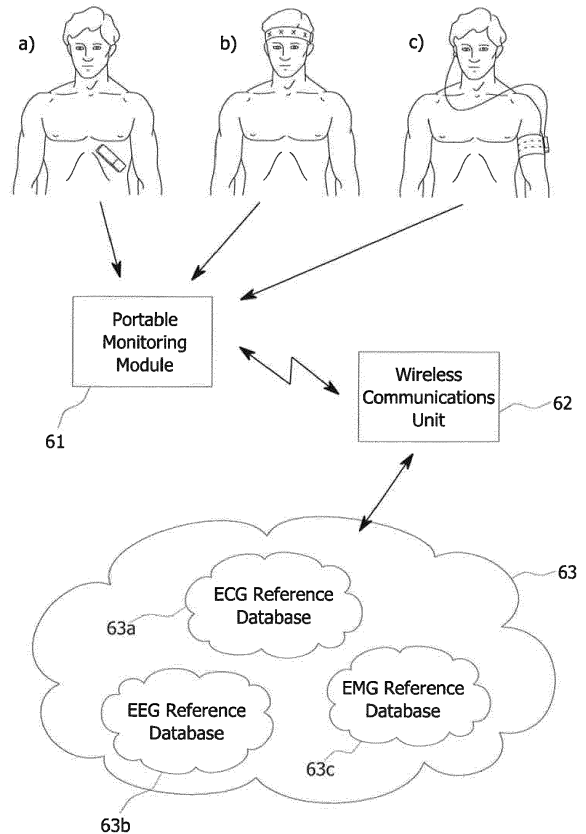 a)
b)
c)
Portable
Monitoring
Module
61
Wireless
Communications
Unit
62
63
ECG Reference
Database
63a
EMG Reference
Database
EEG Reference
Database
63c
63b